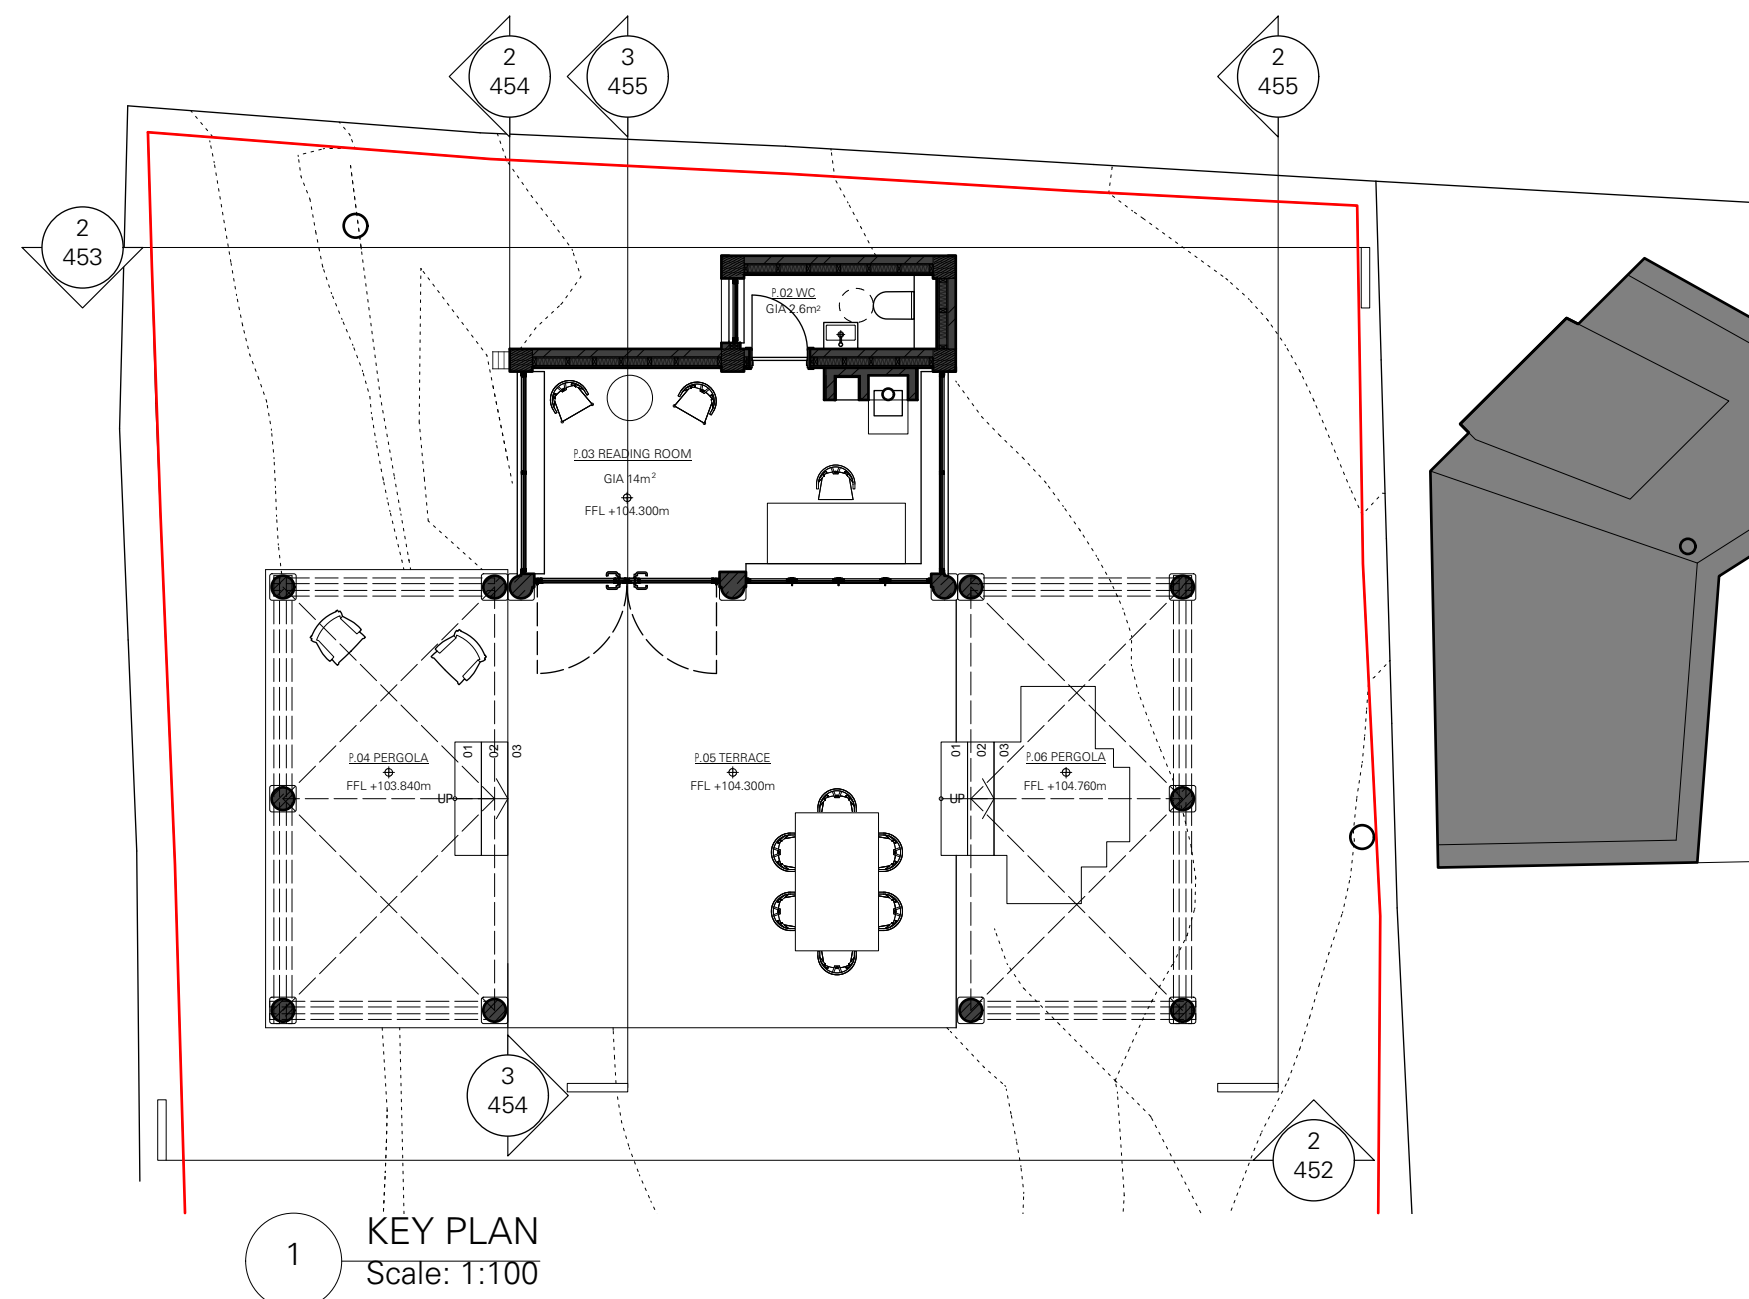 2
454
3
455
2
455
2
453
P.02 WC
GIA 2.6m²
P.03 READING ROOM
GIA 14m²
FFL +104.300m
01
02
03
P.04 PERGOLA
FFL +103.840m
UP
P.05 TERRACE
FFL +104.300m
01
02
03
P.06 PERGOLA
FFL +104.760m
UP
3
454
2
452
1
KEY PLAN
Scale: 1:100